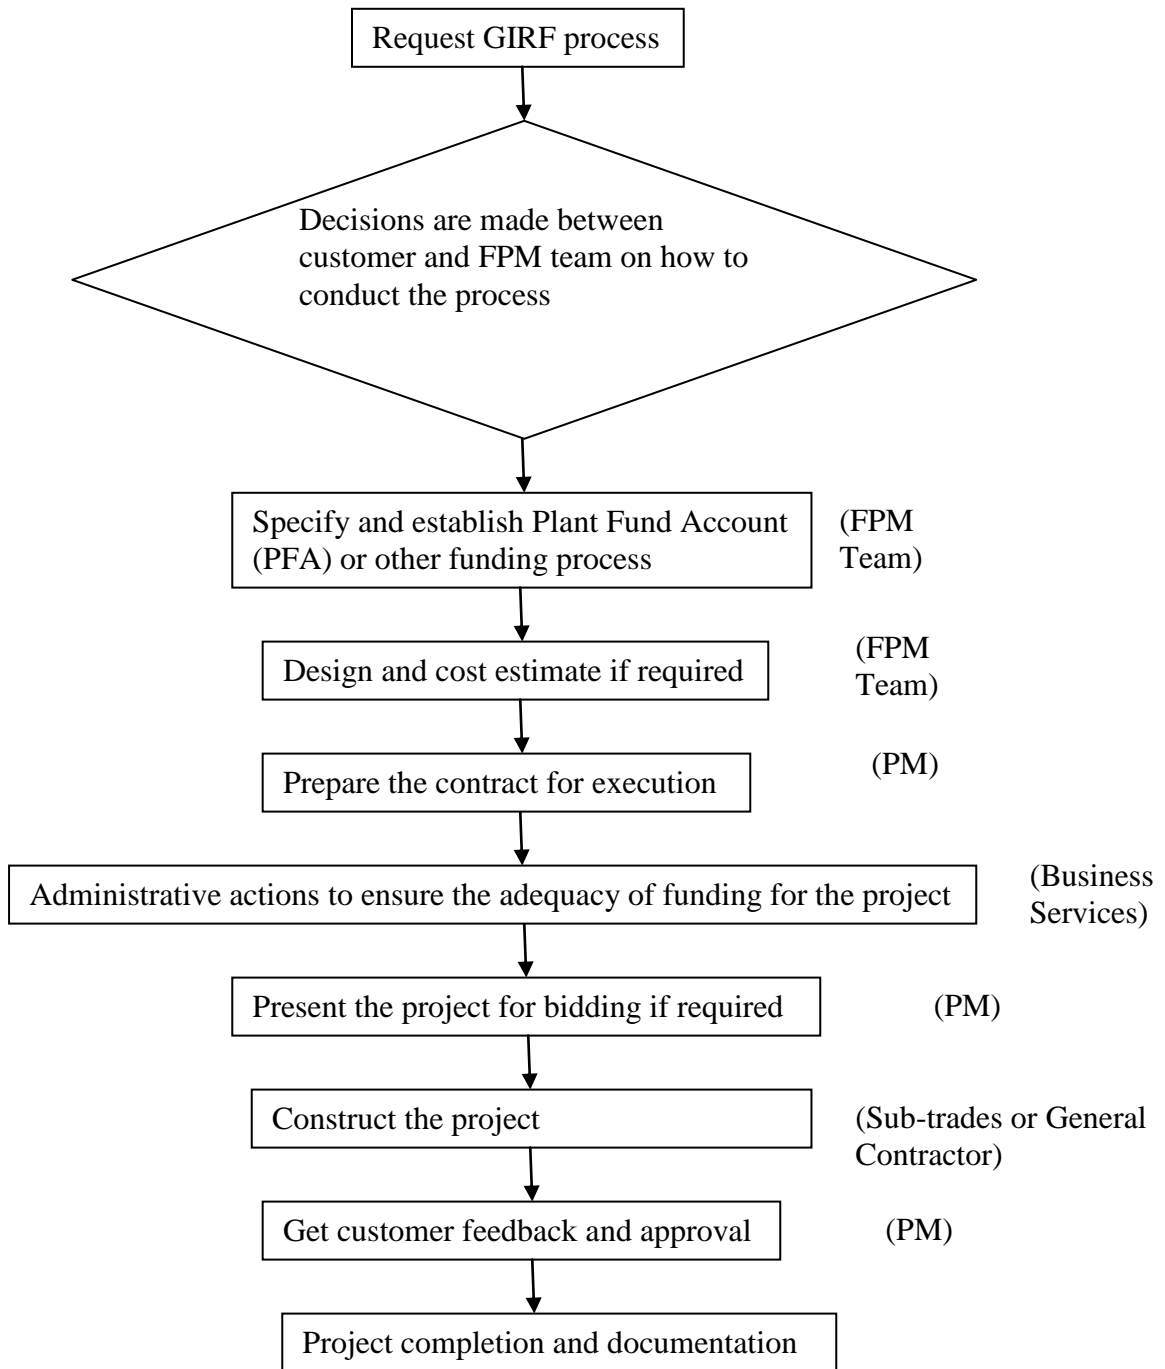 Request GIRF process
Decisions are made between
customer and FPM team on how to
conduct the process
Specify and establish Plant Fund Account
(PFA) or other funding process
(FPM
Team)
Design and cost estimate if required
(FPM
Team)
Prepare the contract for execution
(PM)
Administrative actions to ensure the adequacy of funding for the project
(Business
Services)
Present the project for bidding if required
(PM)
Construct the project
(Sub-trades or General
Contractor)
Get customer feedback and approval
(PM)
Project completion and documentation